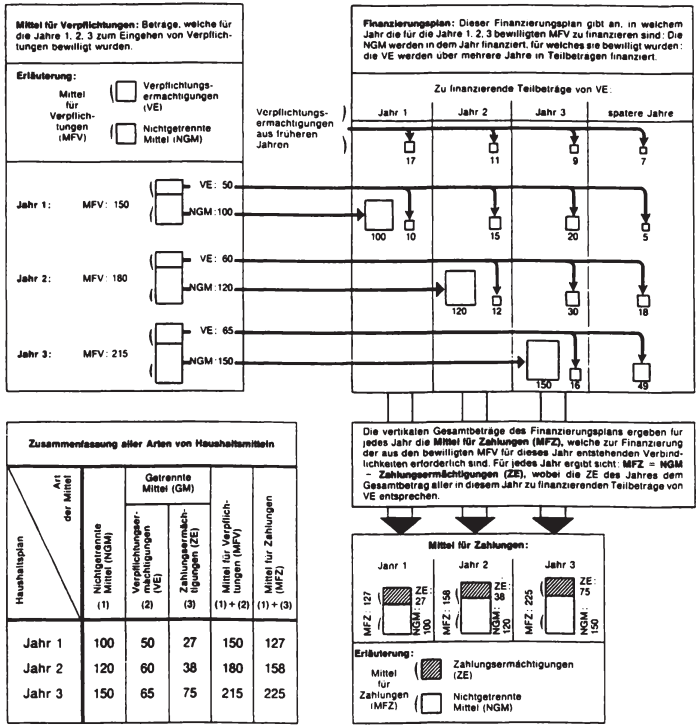 Mittel für Verpflichtungen: Beträge, welche für
die Jahre 1, 2, 3 zum Eingehen von Verpflich-
tungen bewilligt wurden.
Erläuterung:
Mittel
für
Verpflich-
tungen
(MFV)
Verpflichtungs-
ermächtigungen
(VE)
Nichtgetrennte
Mittel (NGM)
Jahr 1: MFV: 150 VE: 50
NGM:100
Jahr 2: MFV: 180 VE: 60
NGM:120
Jahr 3: MFV: 215 VE: 65
NGM:150
Finanzierungsplan: Dieser Finanzierungsplan gibt an, in welchem
Jahr die für die Jahre 1, 2, 3 bewilligten MFV zu finanzieren sind: Die
NGM werden in dem Jahr finanziert, für welches sie bewilligt wurden:
die VE werden über mehrere Jahre in Teilbetragen finanziert.
Zu finanzierende Teilbeträge von VE:
Verpflichtungs-
ermachtigungen
aus früheren
Jahren
Jahr 1 Jahr 2 Jahr 3 spatere Jahre
17 11 9 7
100 10 15 20 5
120 12 30 18
150 16 49
Die vertikalen Gesamtbeträge des Finanzierungsplans ergeben fur
jedes Jahr die Mittel für Zahlungen (MFZ), welche zur Finanzierung
der aus den bewilligten MFV für dieses Jahr entstehenden Verbind-
lichkeiten erforderlich sind. Für jedes Jahr ergibt sicht: MFZ = NGM
- Zahlungsermächtigungen (ZE), wobei die ZE des Jahres dem
Gesamtbetrag aller in diesem Jahr zu finanzierenden Teilbetrage von
VE entsprechen.
Zusammenfassung aller Arten von Haushaltsmitteln
Art
der Mittel
Haushaltsplan
Getrennte
Mittel (GM)
Nichtgetrennte
Mittel (NGM)
Verpflichtungser-
mächtigungen
(VE)
Zahlungsermäch-
tigungen (ZE)
Mittel für Verpflich-
tungen (MFV)
Mittel für Zahlungen
(MFZ)
(1) (2) (3) (1) + (2) (1) + (3)
Jahr 1 100 50 27 150 127
Jahr 2 120 60 38 180 158
Jahr 3 150 65 75 215 225
Mittel für Zahlungen:
Janr 1 Jahr 2 Jahr 3
MFZ: 127
ZE:
27
NGM:
100
MFZ: 158
ZE:
38
NGM:
120
MFZ: 225
ZE:
75
NGM:
150
Erläuterung:
Mittel
für
Zahlungen
(MFZ)
Zahlungsermächtigungen
(ZE)
Nichtgetrennte
Mittel (NGM)